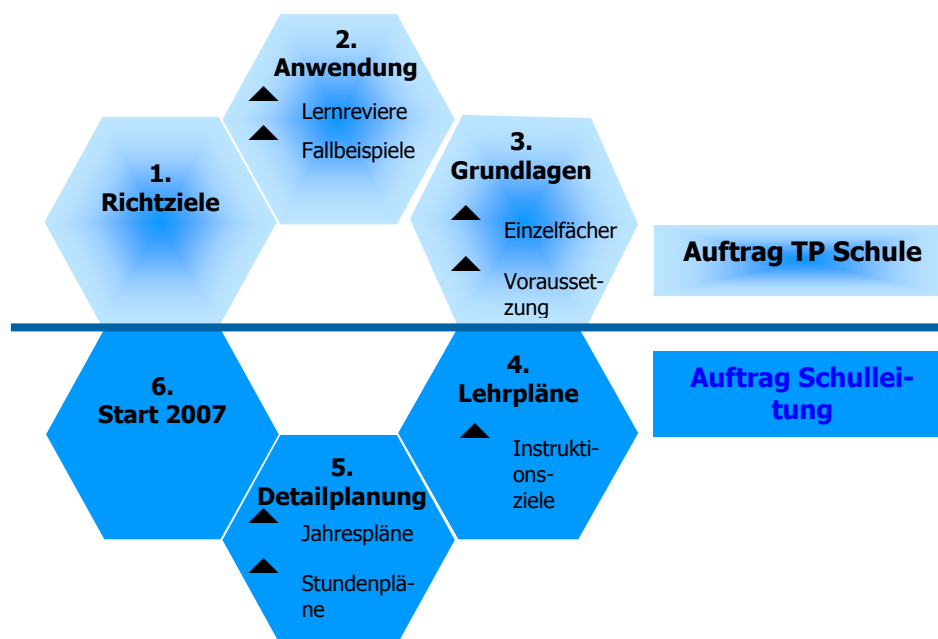 1.
Richtziele
2.
Anwendung
Lernreviere
Fallbeispiele
3.
Grundlagen
Einzelfächer
Vorausset-
zung
Auftrag TP Schule
4.
Lehrpläne
Instrukti-
ons-
ziele
5.
Detailplanung
Jahrespläne
Stundenplä-
ne
6.
Start 2007
Auftrag Schullei-
tung